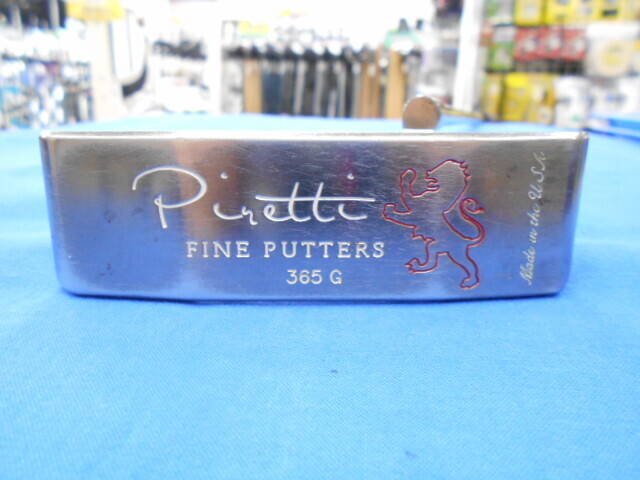 Piretti
FINE PUTTERS
365 G
Made in the U.S.A.